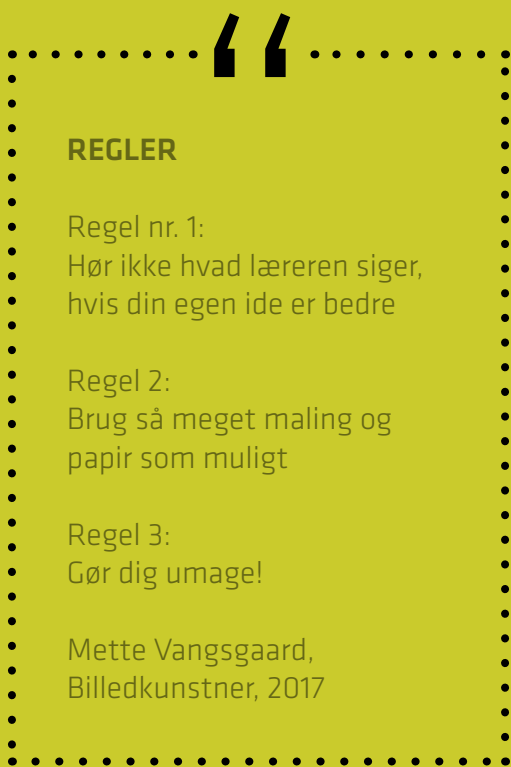 REGLER
Regel nr. 1:
Hør ikke hvad læreren siger,
hvis din egen ide er bedre
Regel 2:
Brug så meget maling og
papir som muligt
Regel 3:
Gør dig umage!
Mette Vangsgaard,
Billedkunstner, 2017